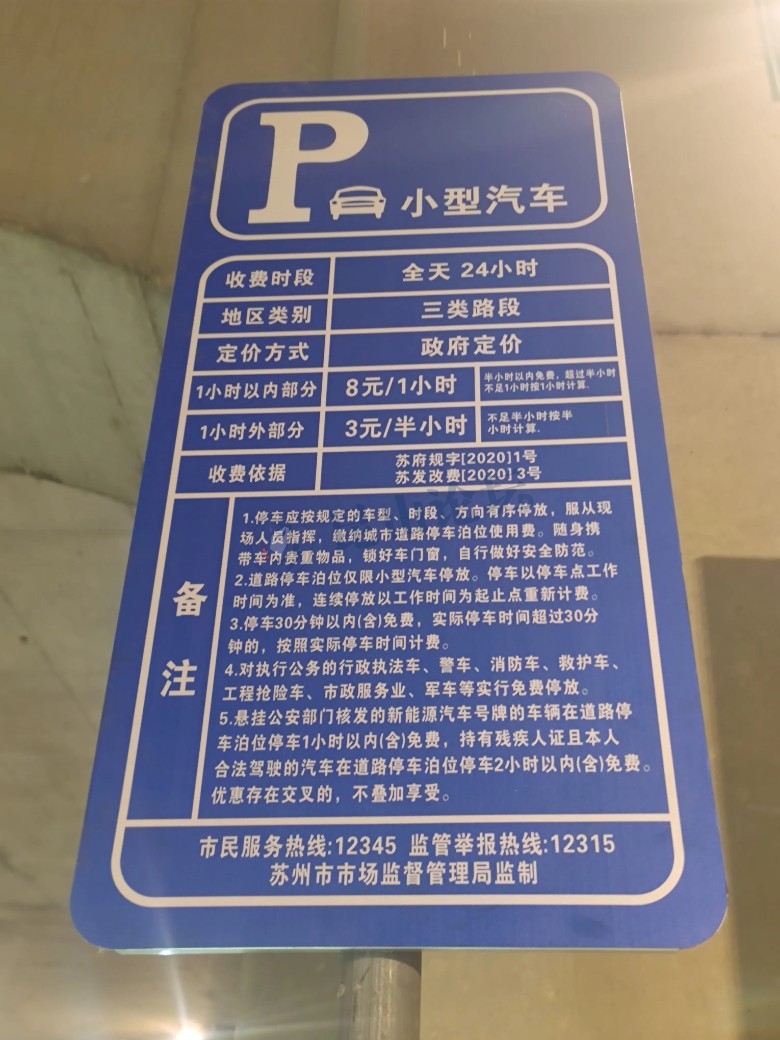 P 小型汽车
收费时段 全天 24小时
地区类别 三类路段
定价方式 政府定价
1小时以内部分 8元/1小时 半小时以内免费，超过半小时
不足1小时按1小时计算.
1小时外部分 3元/半小时 不足半小时按半
小时计算.
收费依据 苏府规字[2020]1号
苏发改费[2020]3号
备注
1.停车应按规定的车型、时段、方向有序停放，服从现
场人员指挥，缴纳城市道路停车泊位使用费。随身携
带车内贵重物品，锁好车门窗，自行做好安全防范。
2.道路停车泊位仅限小型汽车停放。停车以停车点工作
时间为准，连续停放以工作时间为起止点重新计费。
3.停车30分钟以内(含)免费，实际停车时间超过30分
钟的，按照实际停车时间计费。
4.对执行公务的行政执法车、警车、消防车、救护车、
工程抢险车、市政服务业、军车等实行免费停放。
5.悬挂公安部门核发的新能源汽车号牌的车辆在道路停
车泊位停车1小时以内(含)免费，持有残疾人证且本人
合法驾驶的汽车在道路停车泊位停车2小时以内(含)免费。
优惠存在交叉的，不叠加享受。
市民服务热线:12345 监管举报热线:12315
苏州市市场监督管理局监制